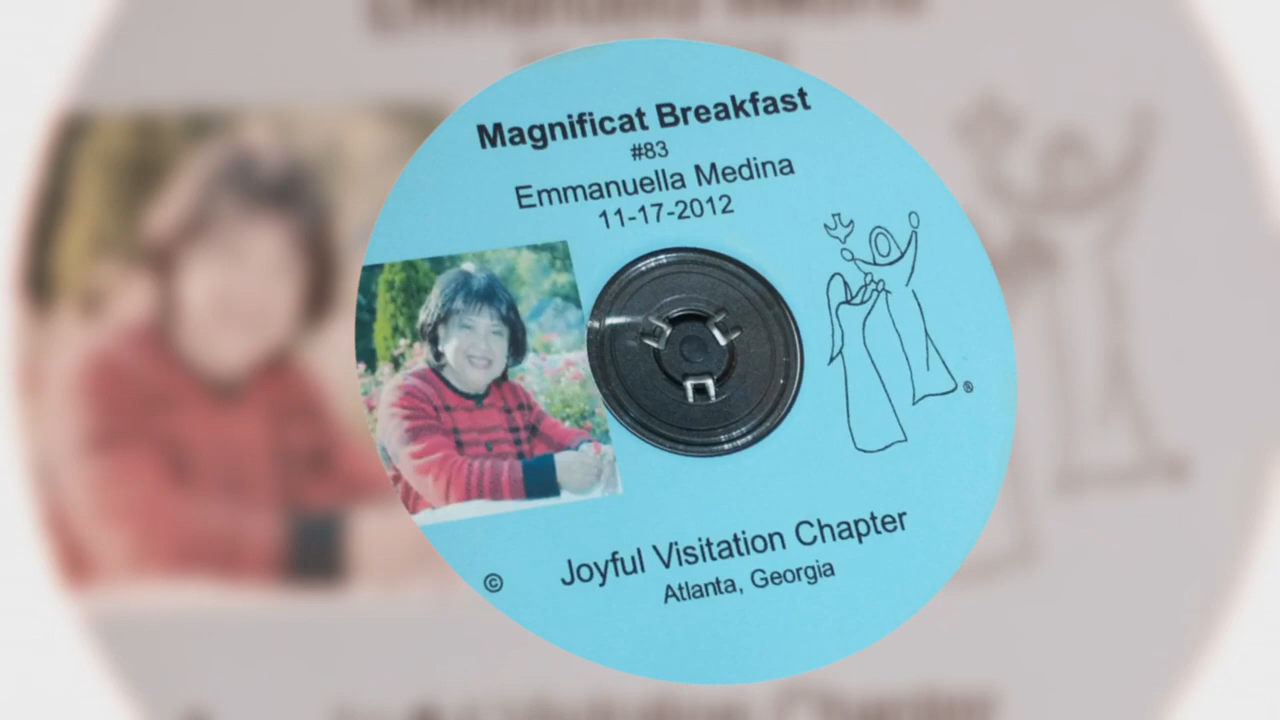 Magnificat Breakfast
#83
Emmanuella Medina
11-17-2012
®
Joyful Visitation Chapter
Atlanta, Georgia
©